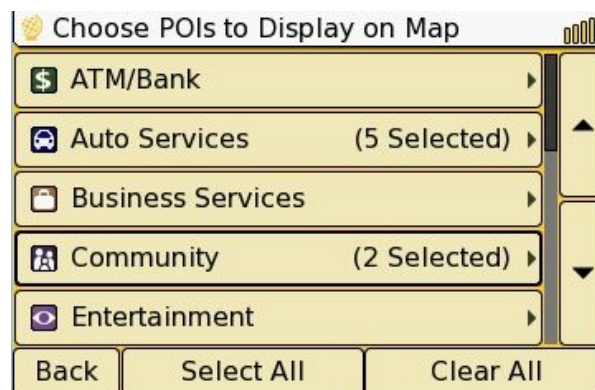 Choose POIs to Display on Map
$ ATM/Bank
Auto Services (5 Selected)
Business Services
Community (2 Selected)
Entertainment
Back Select All Clear All